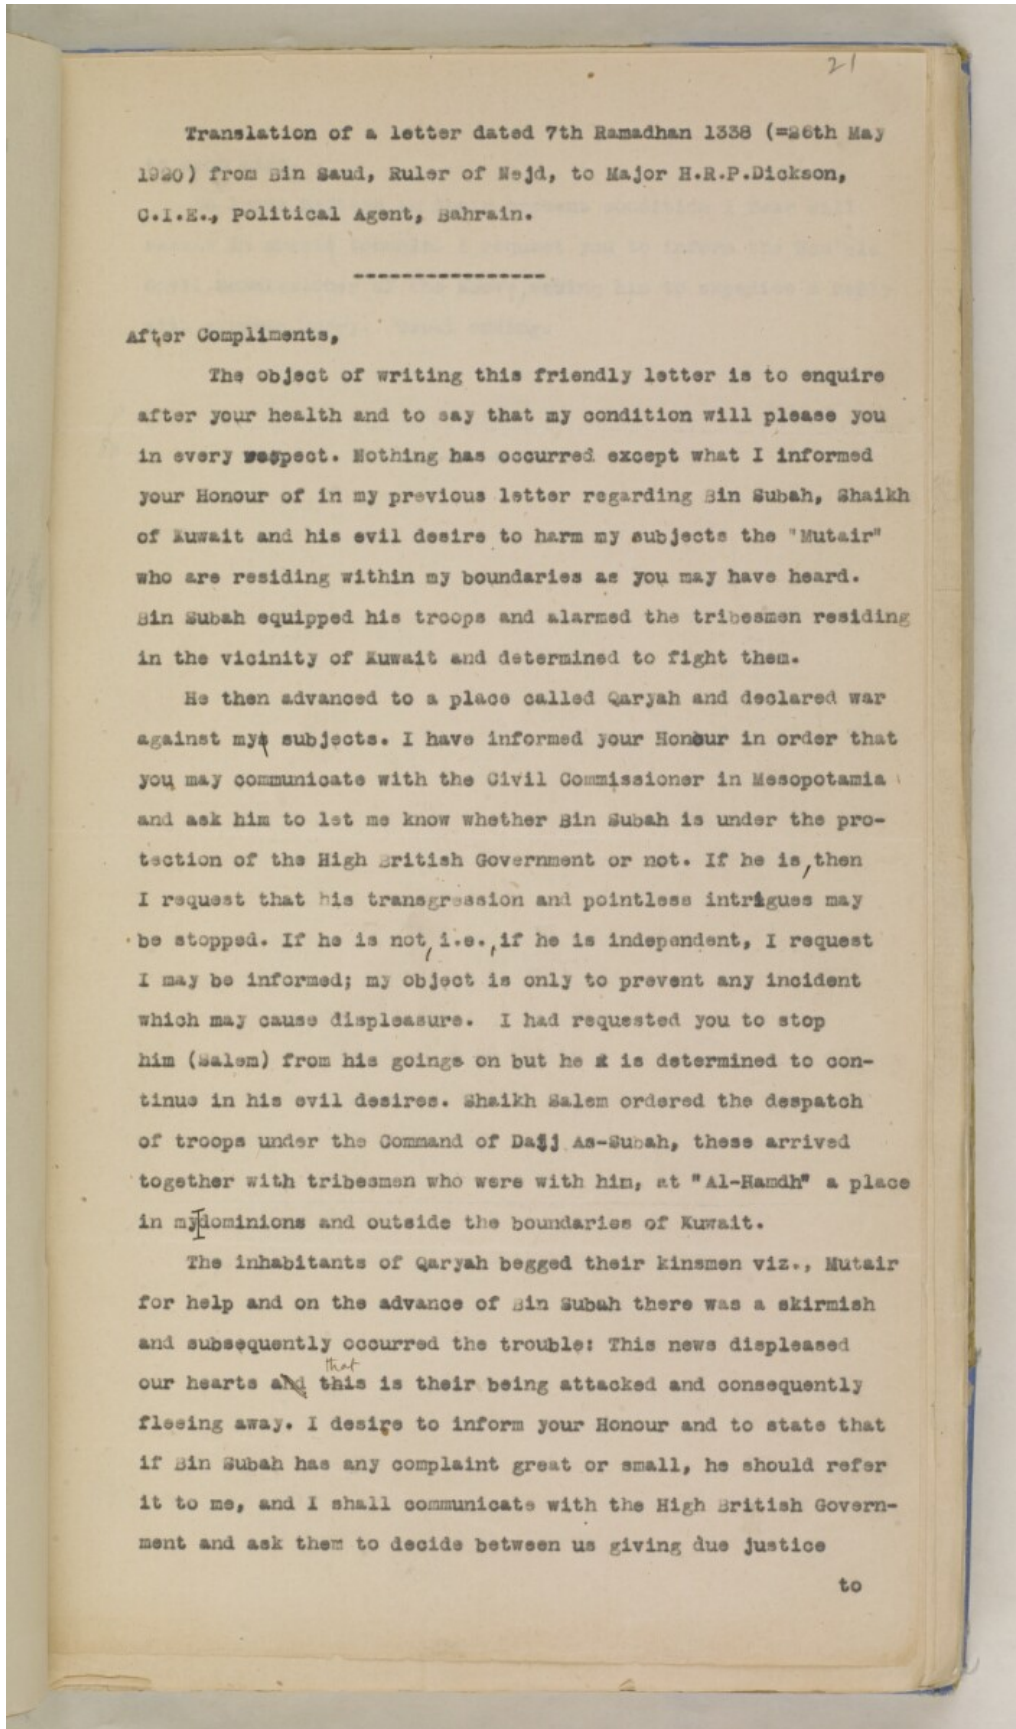 21
Translation of a letter dated 7th Ramadhan 1338 (=26th May
1920) from Bin Saud, Ruler of Nejd, to Major H.R.P.Dickson,
C.I.E., Political Agent, Bahrain.
----------------
After Compliments,
The object of writing this friendly letter is to enquire
after your health and to say that my condition will please you
in every respect. Nothing has occurred except what I informed
your Honour of in my previous letter regarding Bin Subah, Shaikh
of Kuwait and his evil desire to harm my subjects the "Mutair"
who are residing within my boundaries as you may have heard.
Bin Subah equipped his troops and alarmed the tribesmen residing
in the vicinity of Kuwait and determined to fight them.
He then advanced to a place called Qaryah and declared war
against my subjects. I have informed your Honour in order that
you may communicate with the Civil Commissioner in Mesopotamia
and ask him to let me know whether Bin Subah is under the pro-
tection of the High British Government or not. If he is, then
I request that his transgression and pointless intrigues may
be stopped. If he is not, i.e., if he is independent, I request
I may be informed; my object is only to prevent any incident
which may cause displeasure. I had requested you to stop
him (Salem) from his goings on but he is determined to con-
tinue in his evil desires. Shaikh Salem ordered the despatch
of troops under the Command of Daij As-Subah, these arrived
together with tribesmen who were with him, at "Al-Hamdh" a place
in my dominions and outside the boundaries of Kuwait.
The inhabitants of Qaryah begged their kinsmen viz., Mutair
for help and on the advance of Bin Subah there was a skirmish
and subsequently occurred the trouble: This news displeased
that
our hearts and this is their being attacked and consequently
fleeing away. I desire to inform your Honour and to state that
if Bin Subah has any complaint great or small, he should refer
it to me, and I shall communicate with the High British Govern-
ment and ask them to decide between us giving due justice
to